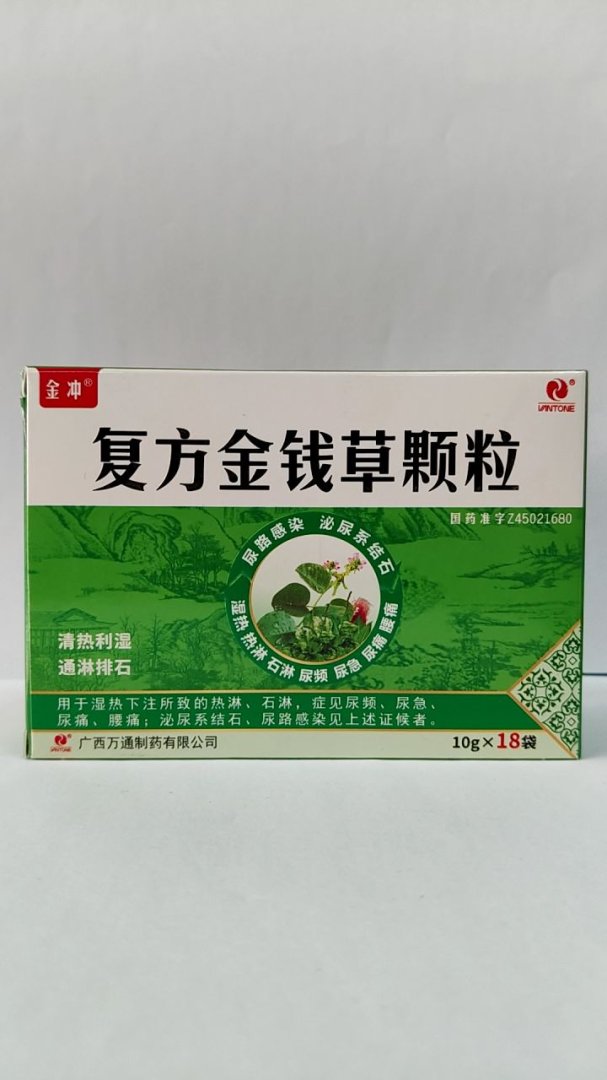 金冲®
VANTONE®
复方金钱草颗粒
国药准字Z45021680
尿路感染 泌尿系结石
湿热 热淋 石淋 尿频 尿急 尿痛 腰痛
清热利湿
通淋排石
用于湿热下注所致的热淋、石淋，症见尿频、尿急、
尿痛、腰痛；泌尿系结石、尿路感染见上述证候者。
VANTONE 广西万通制药有限公司
10g×18袋